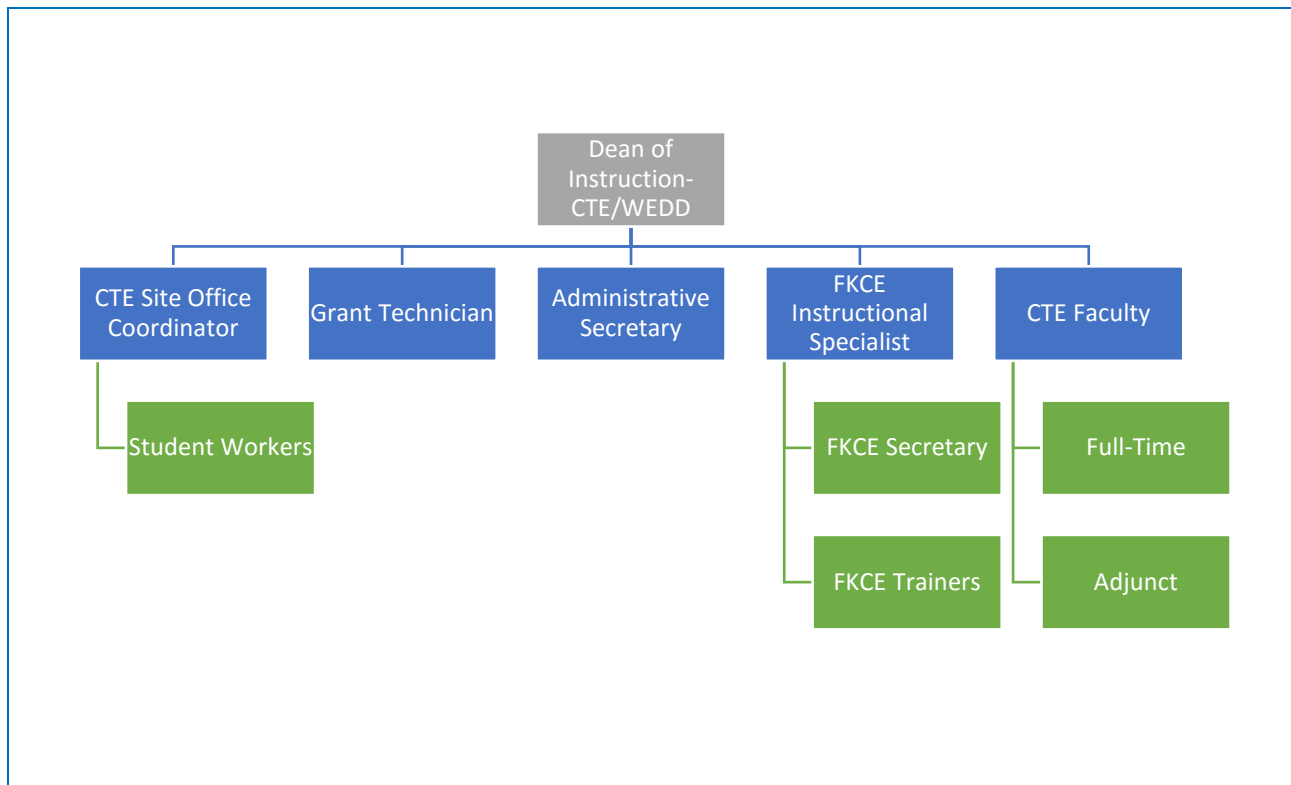 Dean of
Instruction-
CTE/WEDD
CTE Site Office
Coordinator
Grant Technician
Administrative
Secretary
FKCE
Instructional
Specialist
CTE Faculty
Student Workers
FKCE Secretary
Full-Time
FKCE Trainers
Adjunct